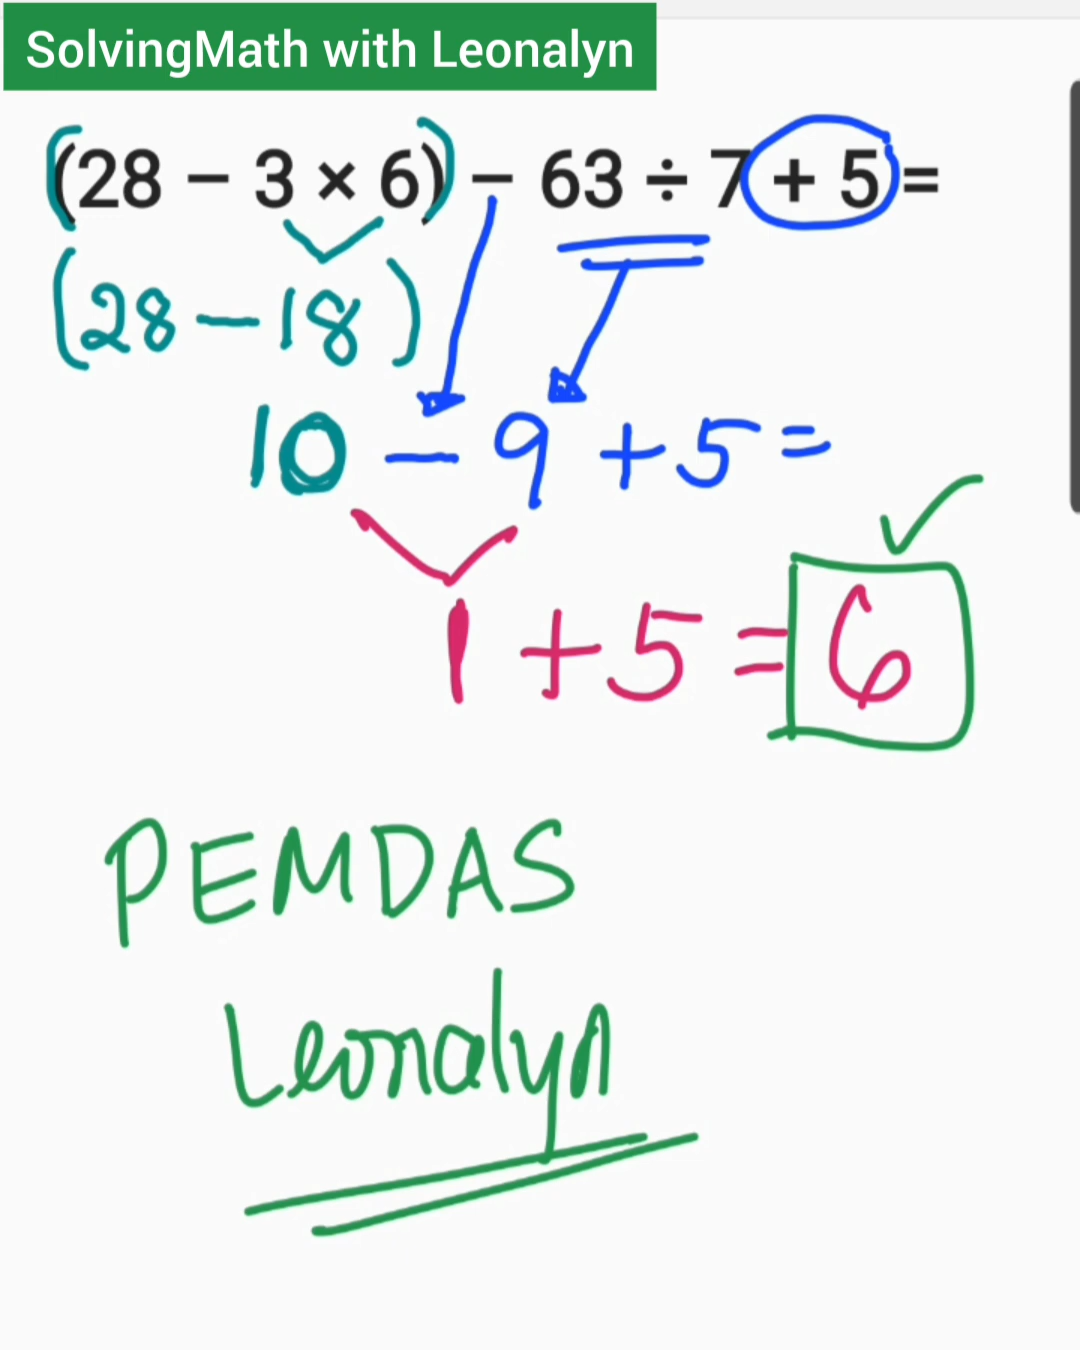 SolvingMath with Leonalyn
(28 – 3 × 6) – 63 ÷ 7 + 5 =
(28 – 18)
10 – 9 + 5 =
1 + 5 = 6
PEMDAS
Leonalyn